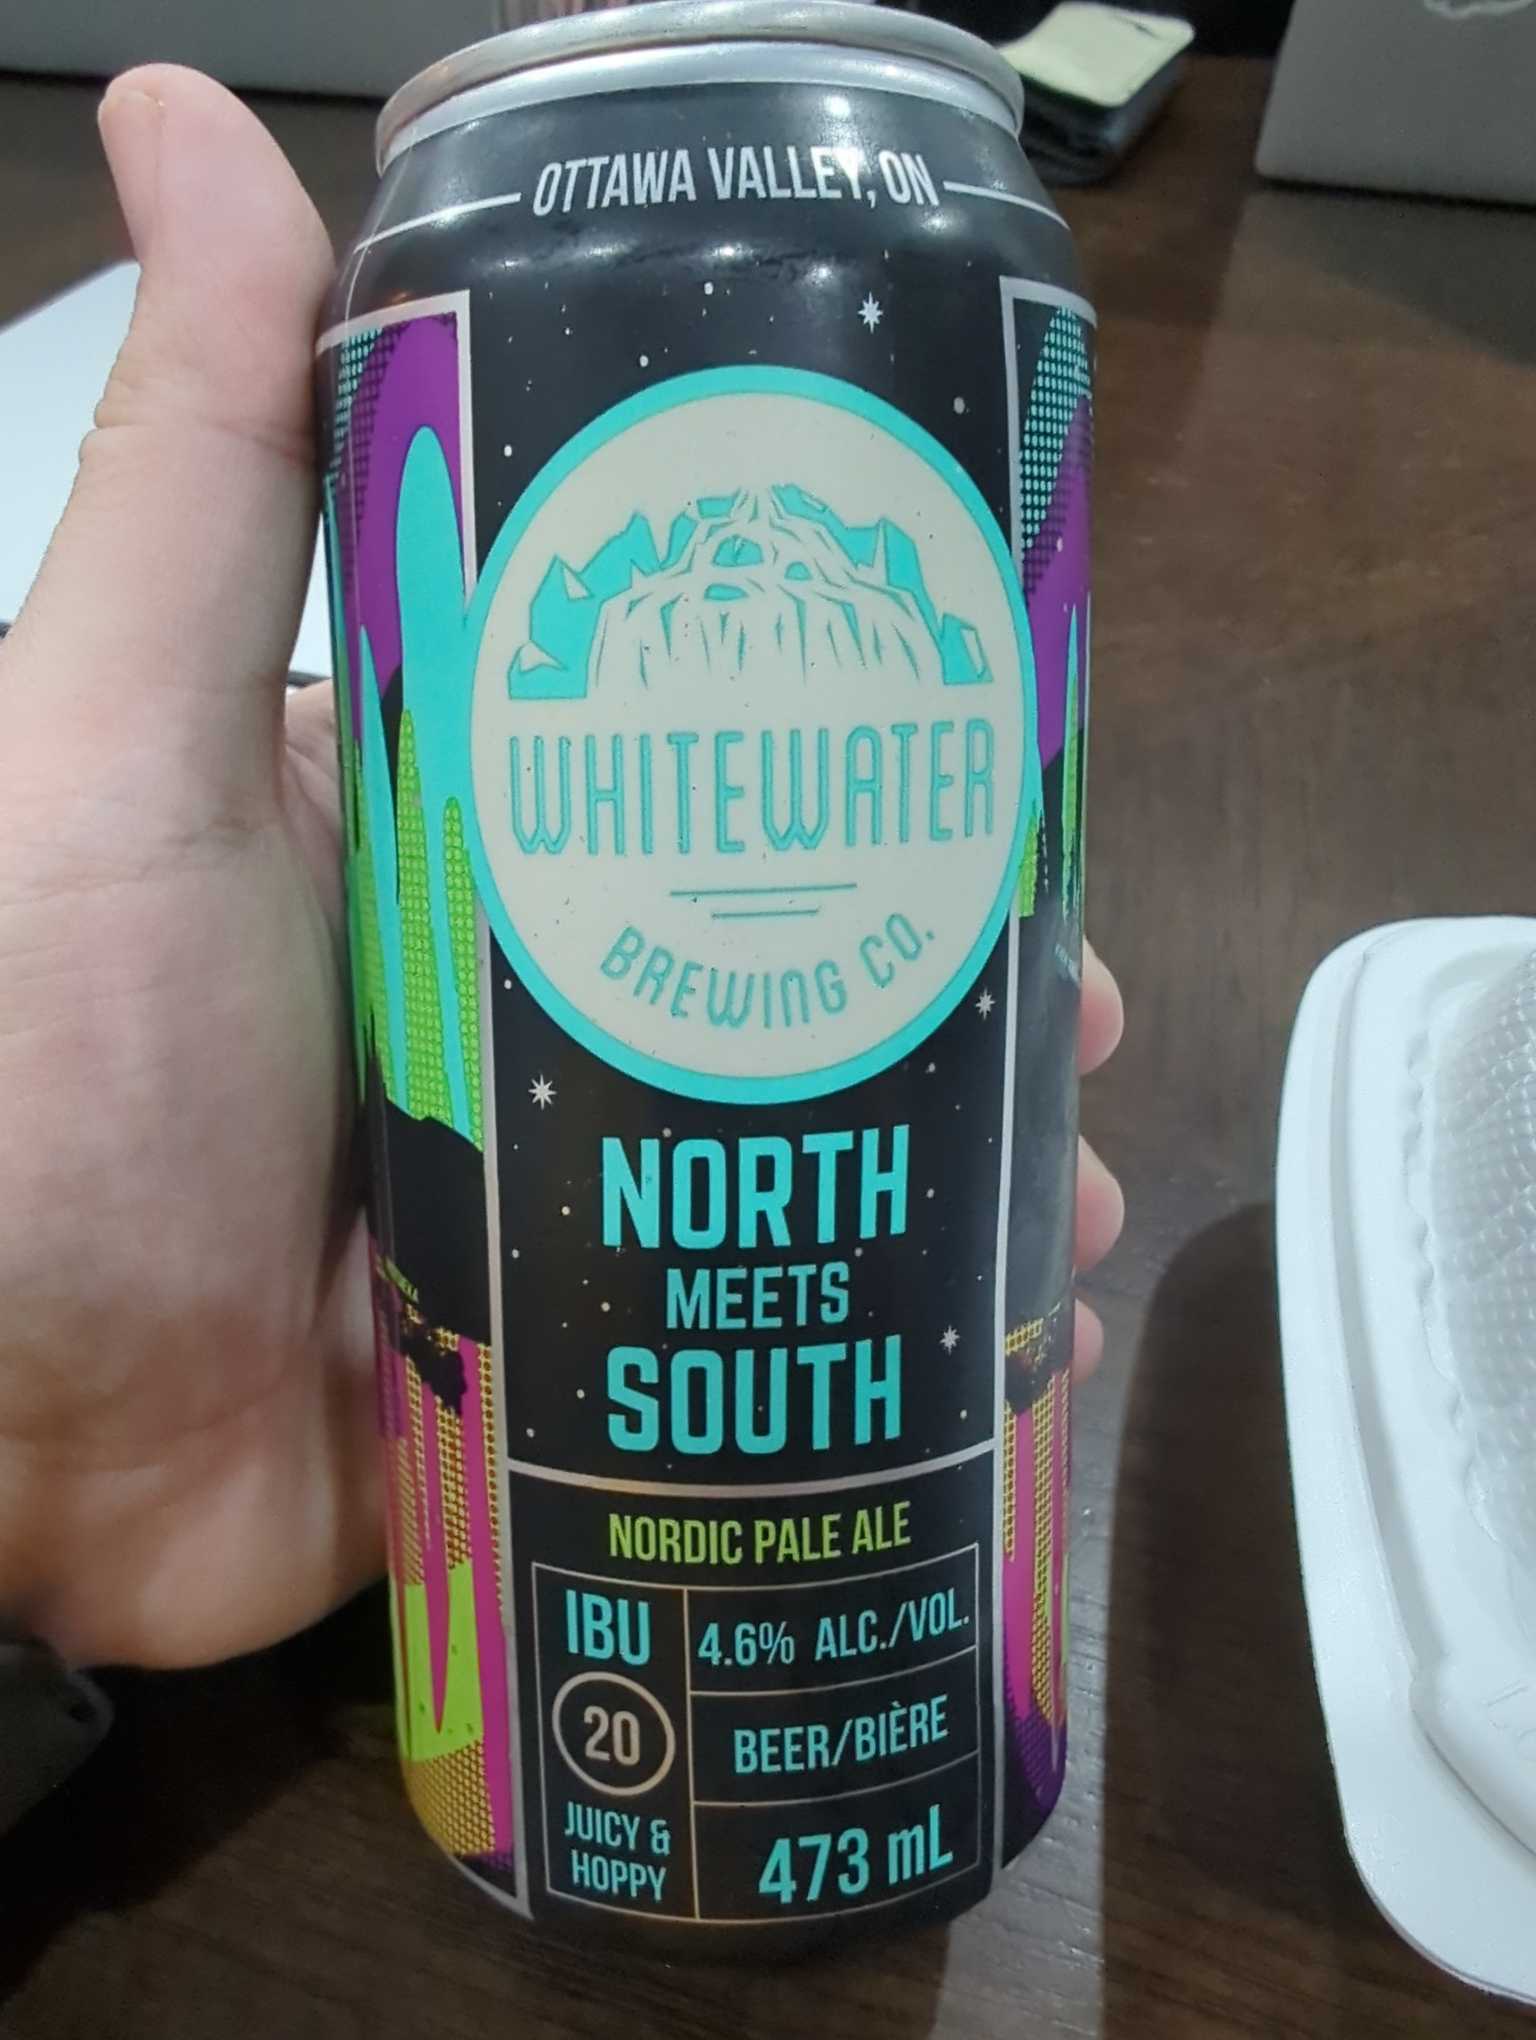 OTTAWA VALLEY, ON
WHITEWATER
BREWING CO.
NORTH
MEETS
SOUTH
NORDIC PALE ALE
IBU
20
JUICY &
HOPPY
4.6% ALC./VOL.
BEER/BIÈRE
473 mL